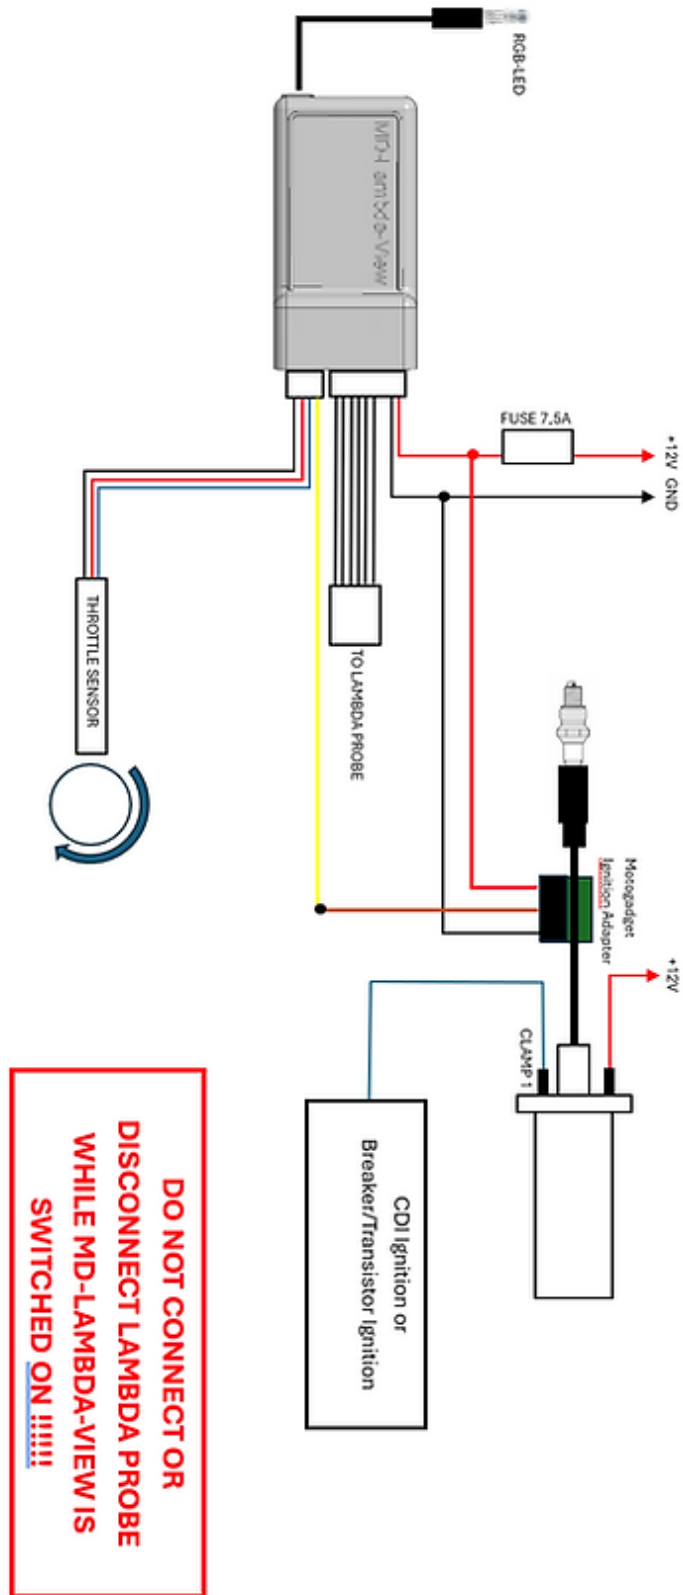 RGB-LED
MD-Lambda-View
FUSE 7,5A
+12V
GND
THROTTLE SENSOR
TO LAMBDA PROBE
Motogadget
Ignition Adapter
+12V
CLAMP 1
CDI Ignition or
Breaker/Transistor Ignition
DO NOT CONNECT OR
DISCONNECT LAMBDA PROBE
WHILE MD-LAMBDA-VIEW IS
SWITCHED ON !!!!!!